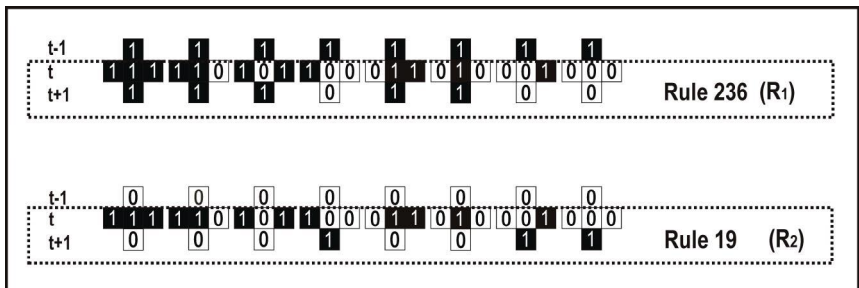 t-1 1 1 1 1 1 1 1 1
t 1 1 1 1 1 0 1 0 1 1 0 0 0 1 1 0 1 0 0 0 1 0 0 0
t+1 1 1 1 0 1 1 0 0 Rule 236 (R1)
t-1 0 0 0 0 0 0 0 0
t 1 1 1 1 1 0 1 0 1 1 0 0 0 1 1 0 1 0 0 0 1 0 0 0
t+1 0 0 0 1 0 0 1 1 Rule 19 (R2)